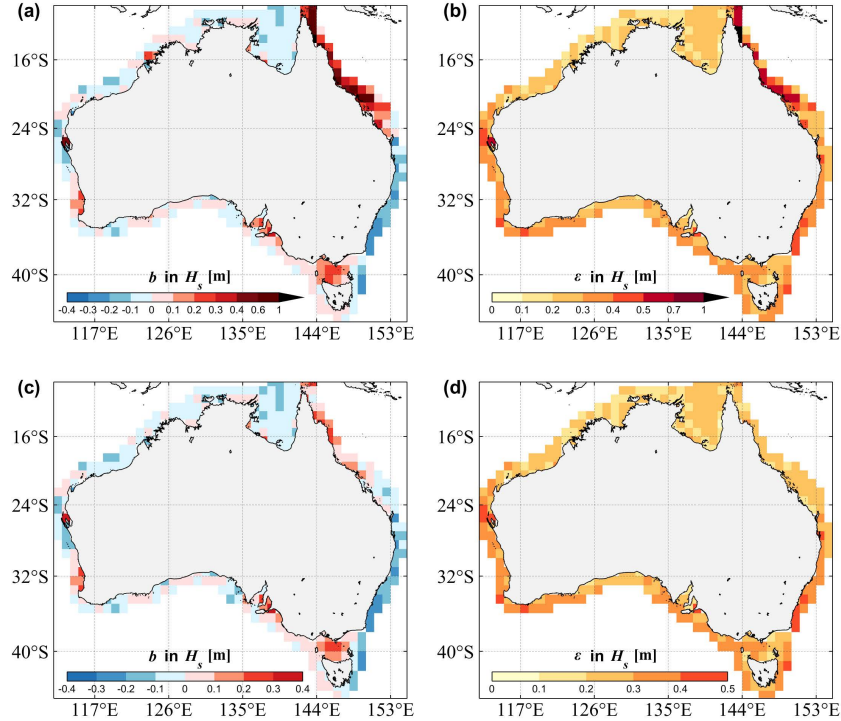 (a) (b)
16°S 16°S
24°S 24°S
32°S 32°S
40°S 40°S
b in Hs [m] ε in Hs [m]
-0.4 -0.3 -0.2 -0.1 0 0.1 0.2 0.3 0.4 0.6 1 0 0.1 0.2 0.3 0.5 0.7 1
117°E 126°E 135°E 144°E 153°E 117°E 126°E 135°E 144°E 153°E
(c) (d)
16°S 16°S
24°S 24°S
32°S 32°S
40°S 40°S
b in Hs [m] ε in Hs [m]
-0.4 -0.3 -0.2 -0.1 0 0.1 0.2 0.3 0.4 0 0.1 0.2 0.3 0.4 0.5
117°E 126°E 135°E 144°E 153°E 117°E 126°E 135°E 144°E 153°E